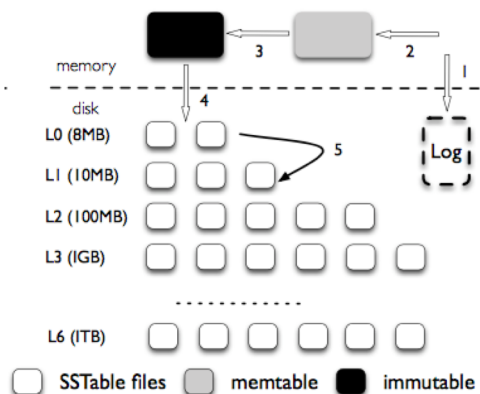 3
2
memory
1
disk
4
L0 (8MB)
5
Log
L1 (10MB)
L2 (100MB)
L3 (1GB)
L6 (1TB)
SSTable files memtable immutable